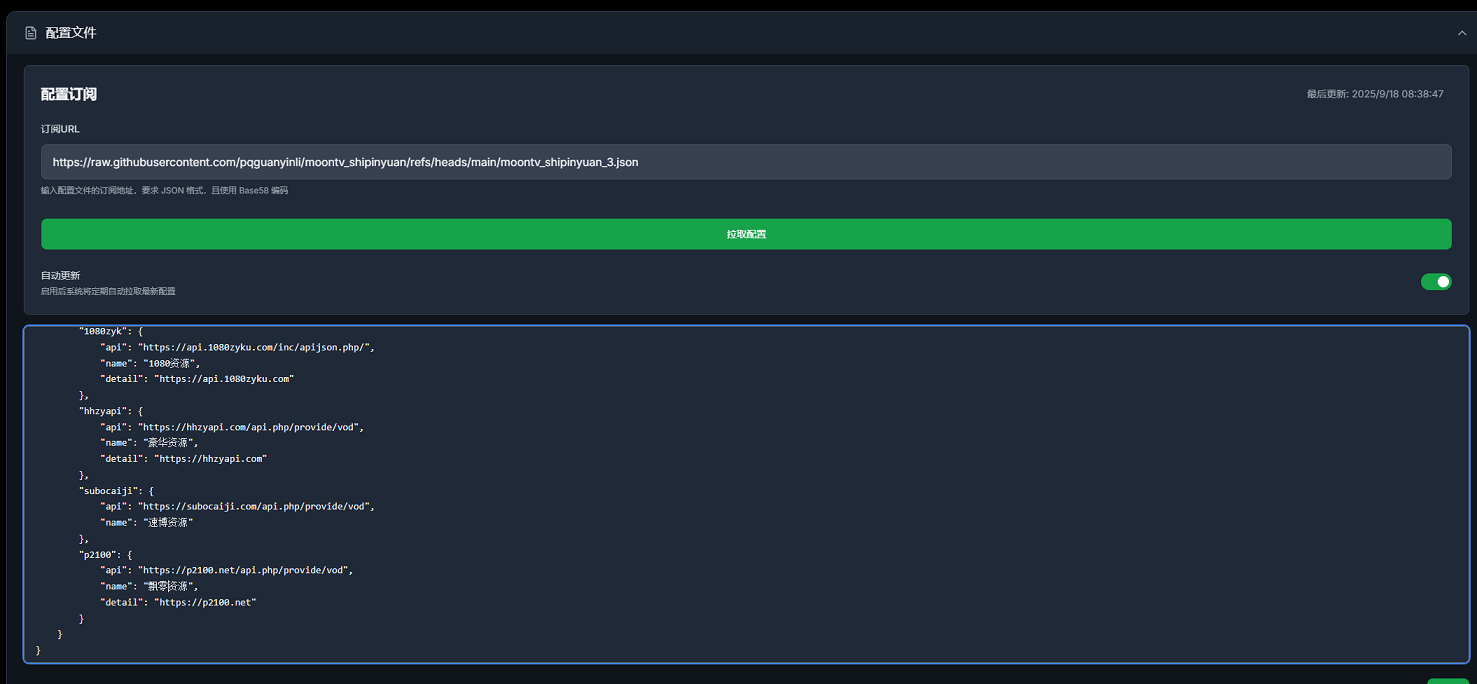 配置文件
配置订阅
最后更新: 2025/9/18 08:38:47
订阅URL
https://raw.githubusercontent.com/pqguanyinli/moontv_shipinyuan/refs/heads/main/moontv_shipinyuan_3.json
输入配置文件的订阅地址，要求 JSON 格式，且使用 Base58 编码
拉取配置
自动更新
启用后系统将定期自动拉取最新配置
"1080zyk": {
"api": "https://api.1080zyku.com/inc/apijson.php/",
"name": "1080资源",
"detail": "https://api.1080zyku.com"
},
"hhzyapi": {
"api": "https://hhzyapi.com/api.php/provide/vod",
"name": "豪华资源",
"detail": "https://hhzyapi.com"
},
"subocaiji": {
"api": "https://subocaiji.com/api.php/provide/vod",
"name": "速博资源"
},
"p2100": {
"api": "https://p2100.net/api.php/provide/vod",
"name": "飘零资源",
"detail": "https://p2100.net"
}
}
}